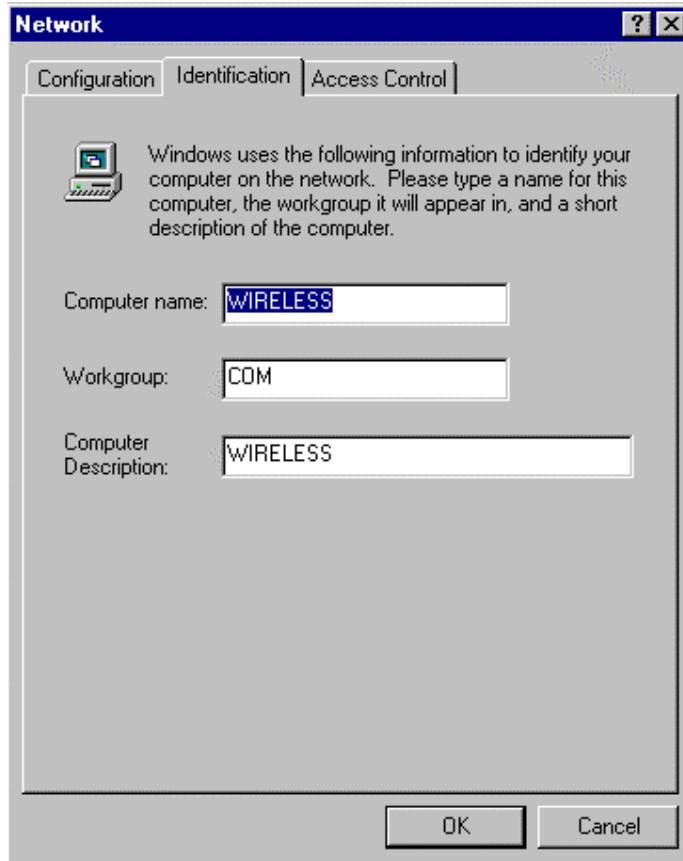 Network
Configuration Identification Access Control
Windows uses the following information to identify your
computer on the network. Please type a name for this
computer, the workgroup it will appear in, and a short
description of the computer.
Computer name: WIRELESS
Workgroup: COM
Computer
Description: WIRELESS
OK Cancel